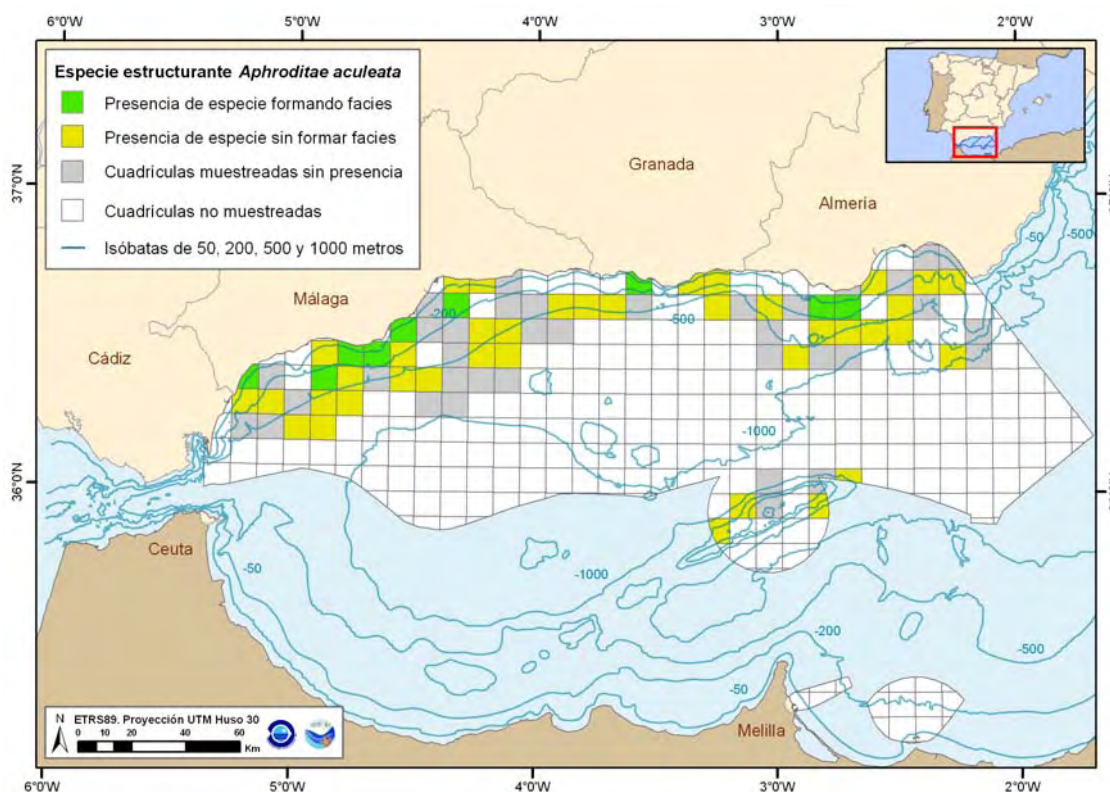 6°0'W 5°0'W 4°0'W 3°0'W 2°0'W
Especie estructurante Aphroditae aculeata
Presencia de especie formando facies
Presencia de especie sin formar facies
Cuadrículas muestreadas sin presencia
Cuadrículas no muestreadas
Isóbatas de 50, 200, 500 y 1000 metros
37°0'N
36°0'N
Granada
Almería
Málaga
Cádiz
Ceuta
Melilla
-50
-500
-200
-500
-1000
-50
-1000
-200
-500
-50
N ETRS89. Proyección UTM Huso 30
0 10 20 40 60
Km
6°0'W 5°0'W 4°0'W 3°0'W 2°0'W